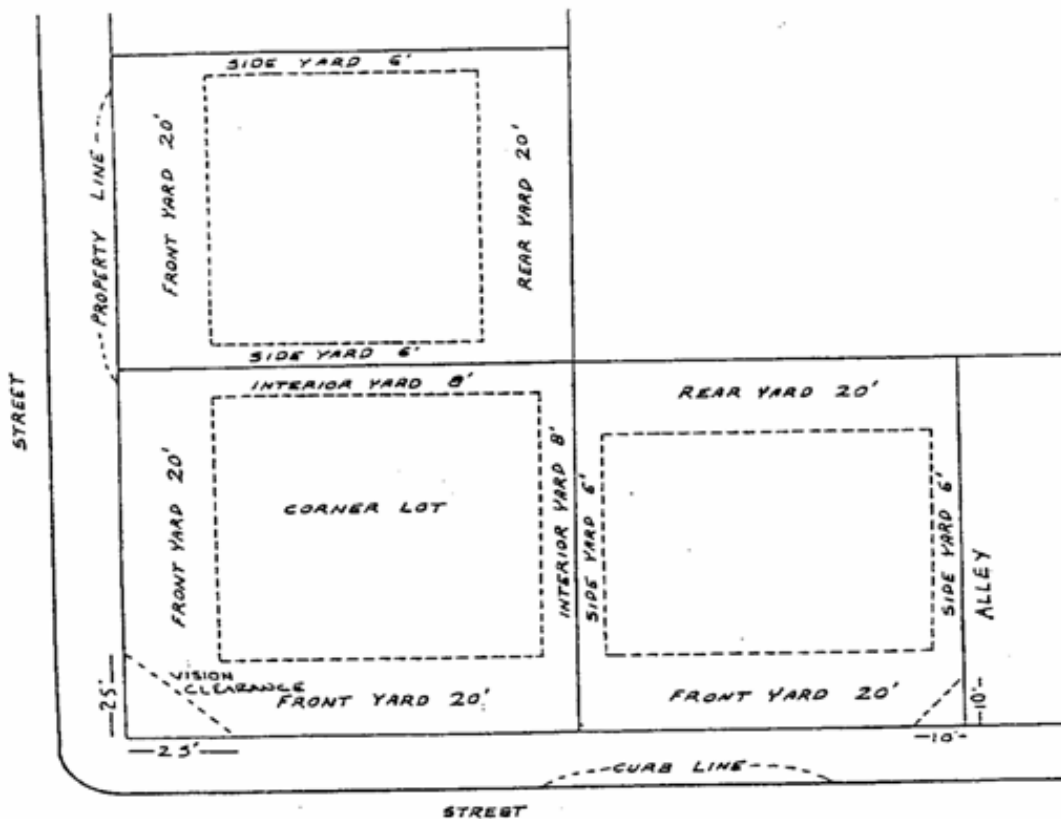 SIDE YARD 6'
FRONT YARD 20'
REAR YARD 20'
PROPERTY LINE
SIDE YARD 6'
STREET
INTERIOR YARD 8'
REAR YARD 20'
FRONT YARD 20'
CORNER LOT
INTERIOR YARD 8'
SIDE YARD 6'
SIDE YARD 6'
ALLEY
VISION
CLEARANCE
25'
FRONT YARD 20'
FRONT YARD 20'
10'
25'
10'
CURB LINE
STREET